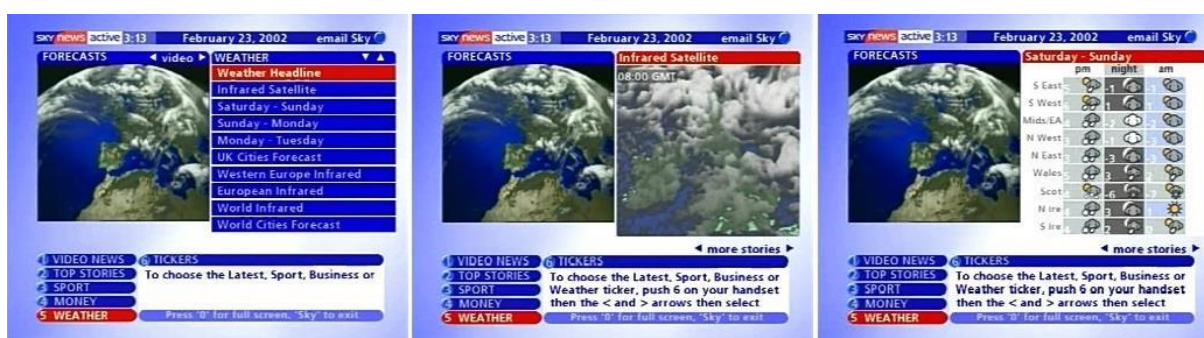 sky news active 3:13 February 23, 2002 email Sky
FORECASTS ◄ video ► WEATHER ▼ ▲
Weather Headline
Infrared Satellite
Saturday - Sunday
Sunday - Monday
Monday - Tuesday
UK Cities Forecast
Western Europe Infrared
European Infrared
World Infrared
World Cities Forecast
1 VIDEO NEWS 6 TICKERS
2 TOP STORIES
3 SPORT
4 MONEY
5 WEATHER
To choose the Latest, Sport, Business or
Press '0' for full screen, 'Sky' to exit
sky news active 3:13 February 23, 2002 email Sky
FORECASTS Infrared Satellite
08:00 GMT
◄ more stories ►
1 VIDEO NEWS 6 TICKERS
2 TOP STORIES
3 SPORT
4 MONEY
5 WEATHER
To choose the Latest, Sport, Business or
Weather ticker, push 6 on your handset
then the < and > arrows then select
Press '0' for full screen, 'Sky' to exit
sky news active 3:13 February 23, 2002 email Sky
FORECASTS Saturday - Sunday
pm night am
S East -1
S West
Mids/EA -2
N West -2
N East -3
Wales 3
Scot -6
N ire 3
S ire 2
◄ more stories ►
1 VIDEO NEWS 6 TICKERS
2 TOP STORIES
3 SPORT
4 MONEY
5 WEATHER
To choose the Latest, Sport, Business or
Weather ticker, push 6 on your handset
then the < and > arrows then select
Press '0' for full screen, 'Sky' to exit